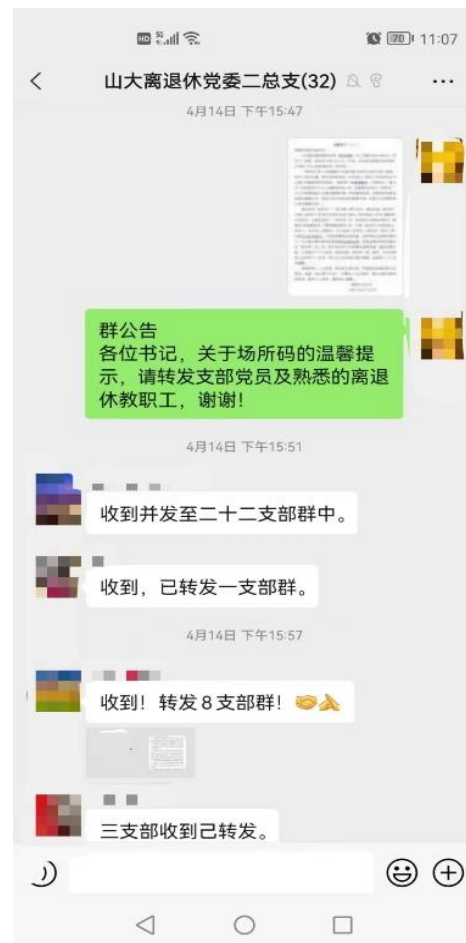 HD 5G 70 11:07
山大离退休党委二总支(32)
4月14日 下午15:47
群公告
各位书记，关于场所码的温馨提
示，请转发支部党员及熟悉的离退
休教职工，谢谢!
4月14日 下午15:51
收到并发至二十二支部群中。
收到，已转发一支部群。
4月14日 下午15:57
收到！转发8支部群！
三支部收到己转发。